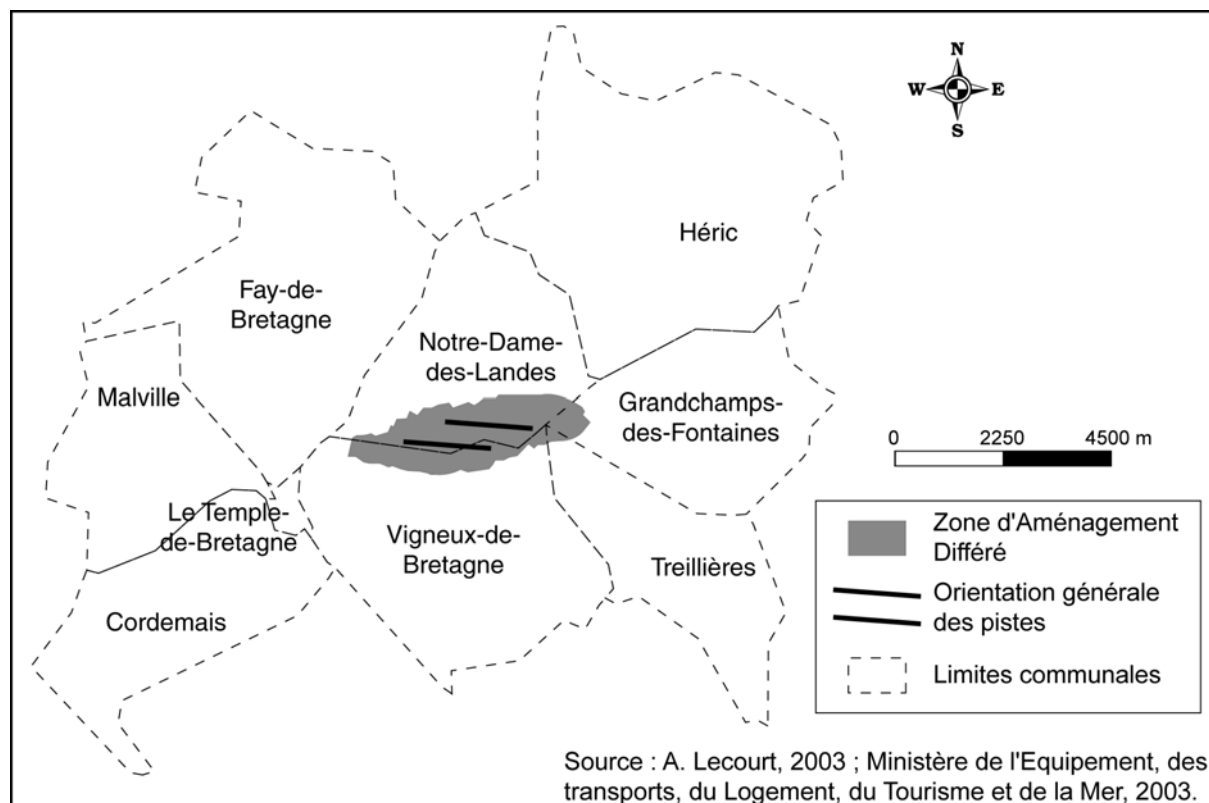 N
W E
S
Héric
Fay-de-
Bretagne
Notre-Dame-
des-Landes
Malville
Grandchamps-
des-Fontaines
0 2250 4500 m
Le Temple-
de-Bretagne
Vigneux-de-
Bretagne
Treillières
Cordemais
Zone d'Aménagement
Différé
Orientation générale
des pistes
Limites communales
Source : A. Lecourt, 2003 ; Ministère de l'Equipement, des
transports, du Logement, du Tourisme et de la Mer, 2003.